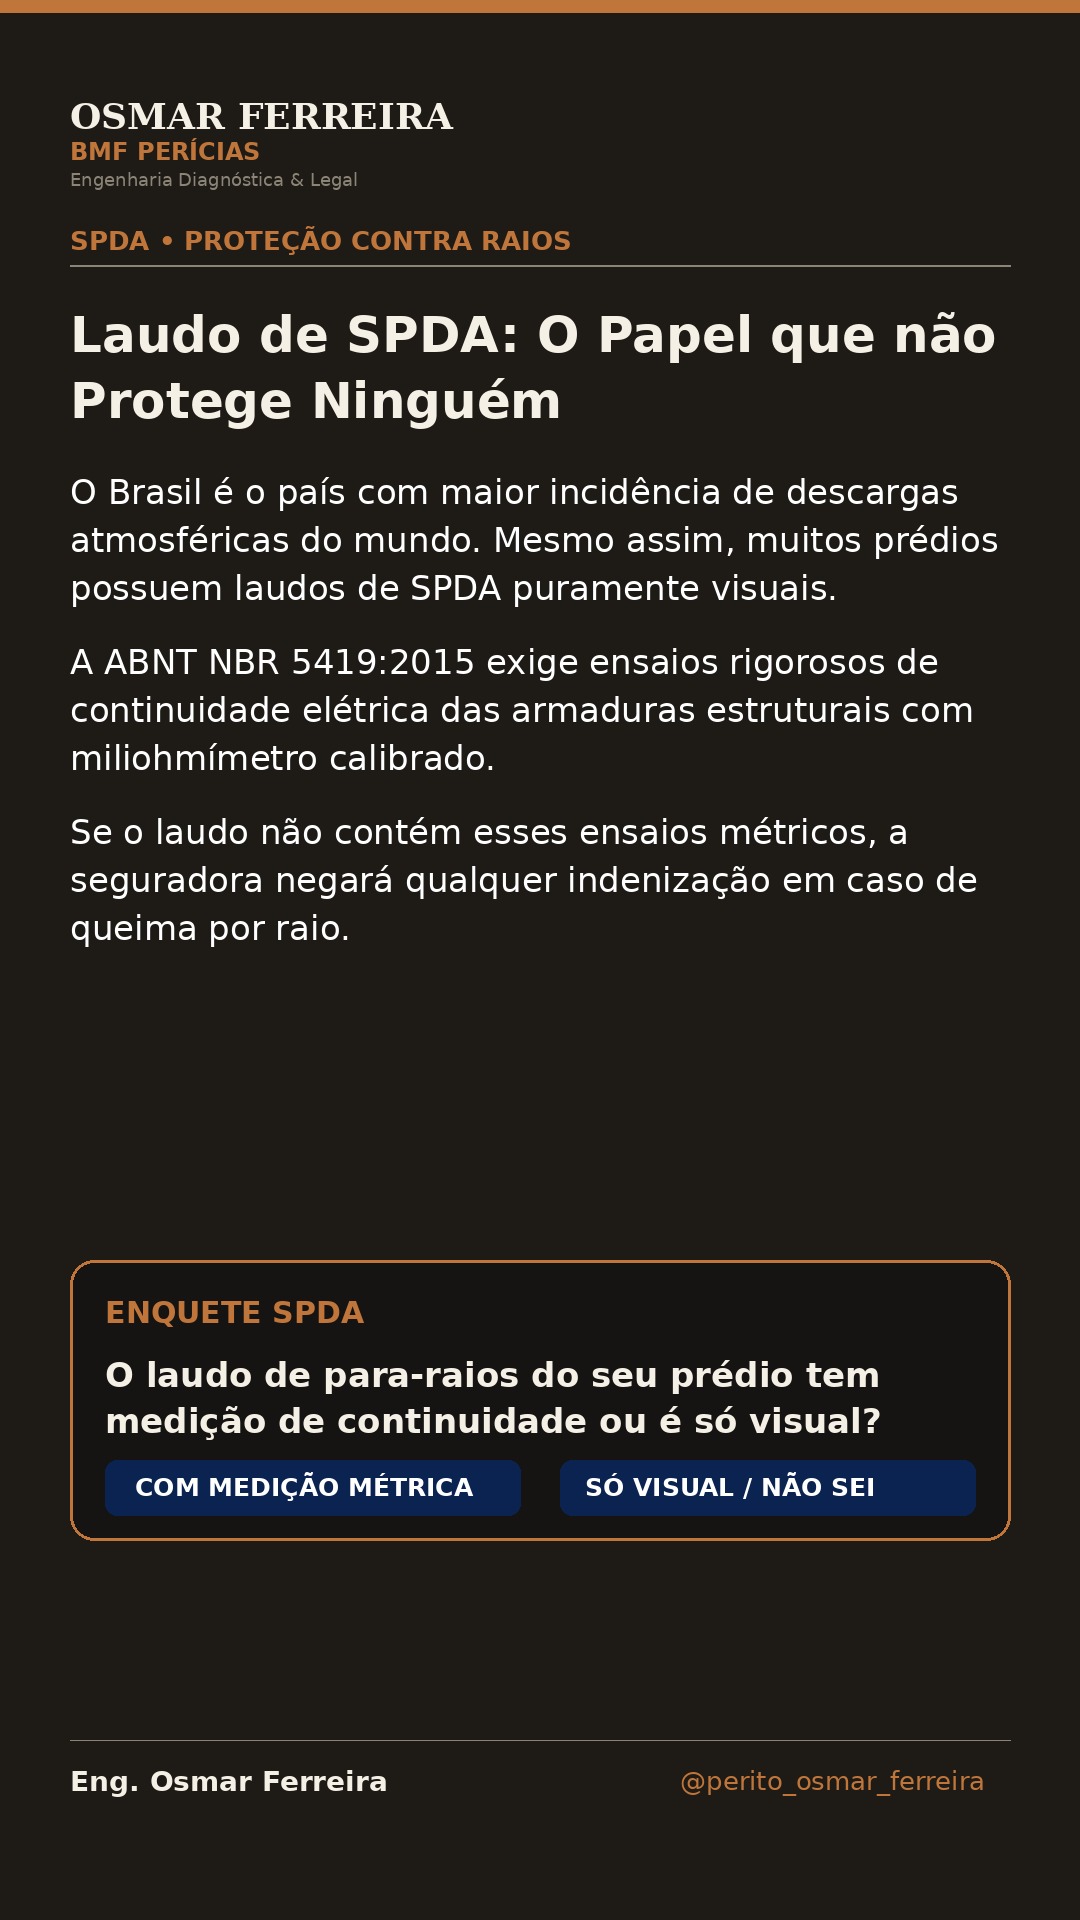 OSMAR FERREIRA
BMF PERÍCIAS
Engenharia Diagnóstica & Legal
SPDA • PROTEÇÃO CONTRA RAIOS
Laudo de SPDA: O Papel que não
Protege Ninguém
O Brasil é o país com maior incidência de descargas
atmosféricas do mundo. Mesmo assim, muitos prédios
possuem laudos de SPDA puramente visuais.
A ABNT NBR 5419:2015 exige ensaios rigorosos de
continuidade elétrica das armaduras estruturais com
miliohmímetro calibrado.
Se o laudo não contém esses ensaios métricos, a
seguradora negará qualquer indenização em caso de
queima por raio.
ENQUETE SPDA
O laudo de para-raios do seu prédio tem
medição de continuidade ou é só visual?
COM MEDIÇÃO MÉTRICA
SÓ VISUAL / NÃO SEI
Eng. Osmar Ferreira
@perito_osmar_ferreira